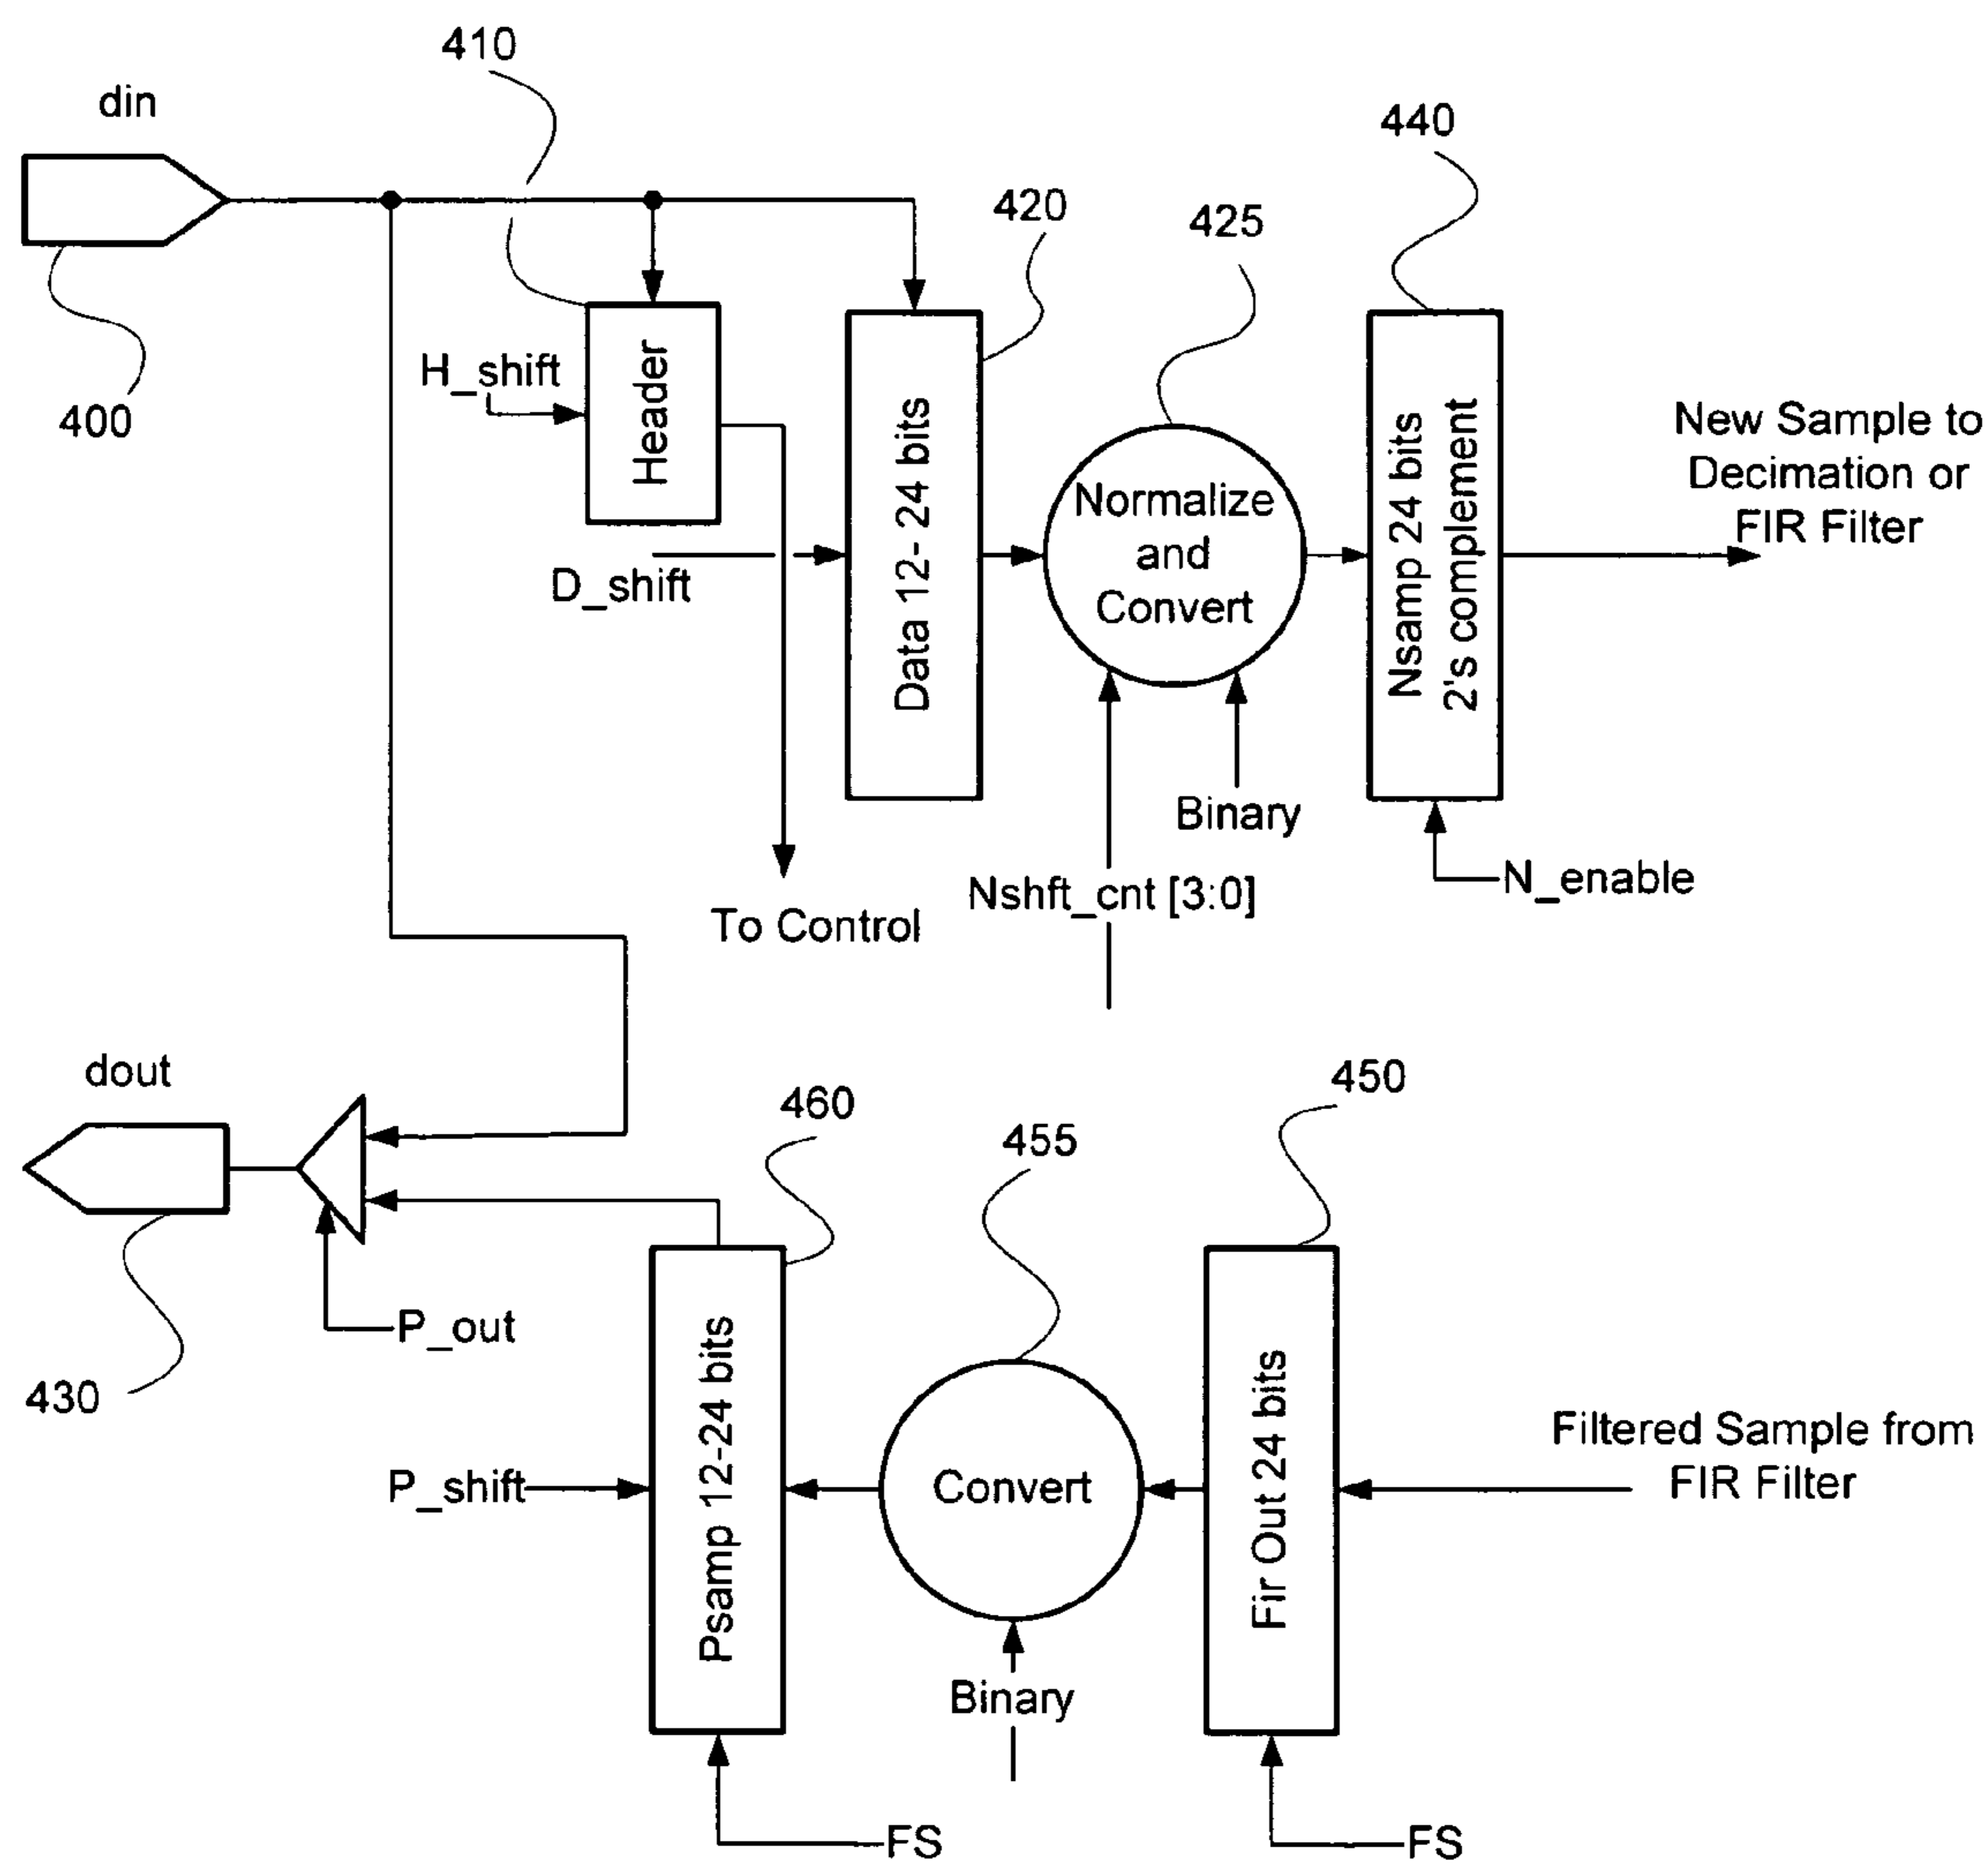 410
din
440
420
425
400
H_shift
Header
D_shift
Data 12- 24 bits
Normalize
and
Convert
Nsamp 24 bits
2's complement
New Sample to
Decimation or
FIR Filter
Binary
Nshft_cnt [3:0]
N_enable
To Control
dout
460
455
450
P_out
430
P_shift
Psamp 12-24 bits
Convert
Fir Out 24 bits
Filtered Sample from
FIR Filter
Binary
FS
FS